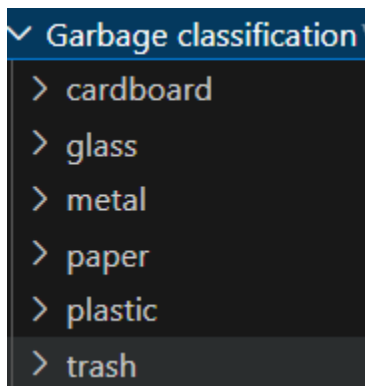 Garbage classification
cardboard
glass
metal
paper
plastic
trash